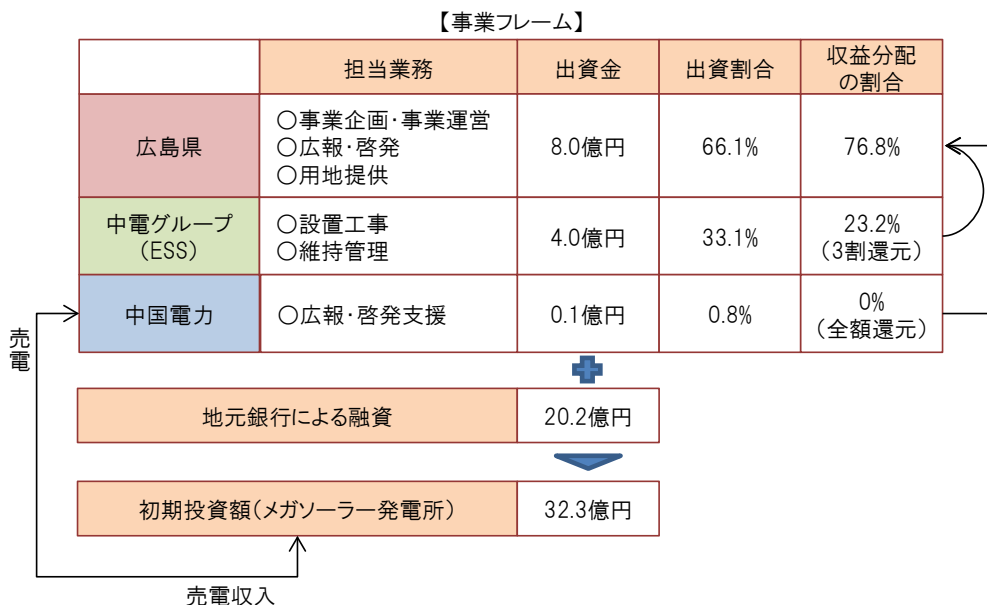 【事業フレーム】
担当業務
出資金
出資割合
収益分配
の割合
広島県
○事業企画・事業運営
○広報・啓発
○用地提供
8.0億円
66.1%
76.8%
中電グループ
(ESS)
○設置工事
○維持管理
4.0億円
33.1%
23.2%
(3割還元)
中国電力
○広報・啓発支援
0.1億円
0.8%
0%
(全額還元)
売電
地元銀行による融資
20.2億円
初期投資額(メガソーラー発電所)
32.3億円
売電収入